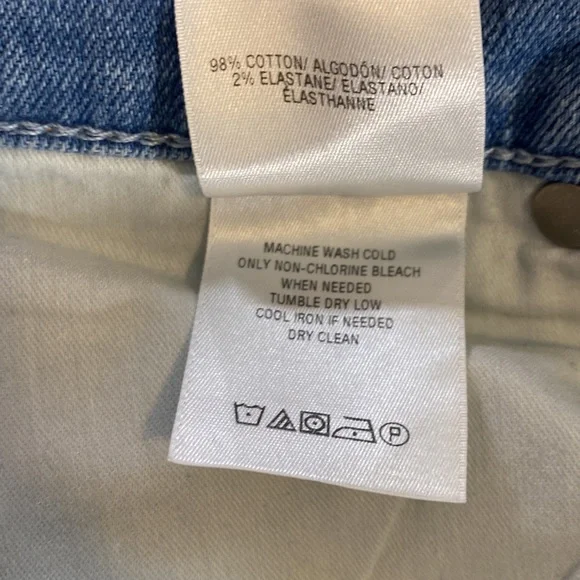 98% COTTON/ ALGODÓN/ COTON
2% ELASTANE/ ELASTANO/
ÉLASTHANNE
MACHINE WASH COLD
ONLY NON-CHLORINE BLEACH
WHEN NEEDED
TUMBLE DRY LOW
COOL IRON IF NEEDED
DRY CLEAN
P